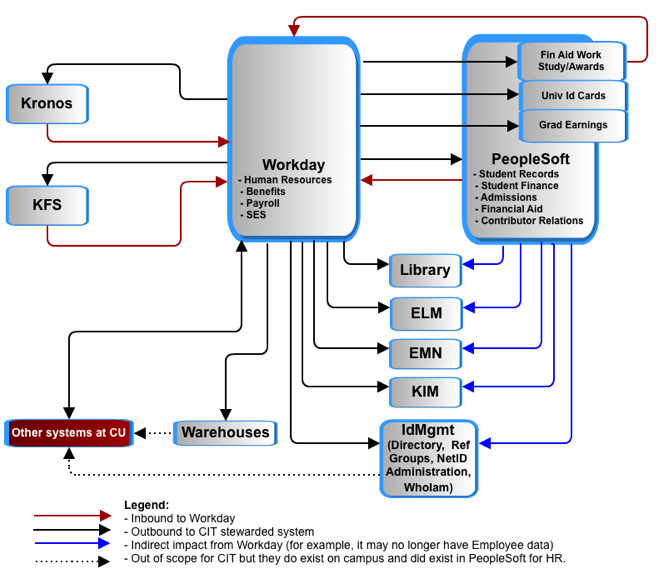 Fin Aid Work
Study/Awards
Univ Id Cards
Grad Earnings
Kronos
KFS
Workday
- Human Resources
- Benefits
- Payroll
- SES
PeopleSoft
- Student Records
- Student Finance
- Admissions
- Financial Aid
- Contributor Relations
Library
ELM
EMN
KIM
Other systems at CU
Warehouses
IdMgmt
(Directory, Ref
Groups, NetID
Administration,
WhoIam)
Legend:
- Inbound to Workday
- Outbound to CIT stewarded system
- Indirect impact from Workday (for example, it may no longer have Employee data)
- Out of scope for CIT but they do exist on campus and did exist in PeopleSoft for HR.